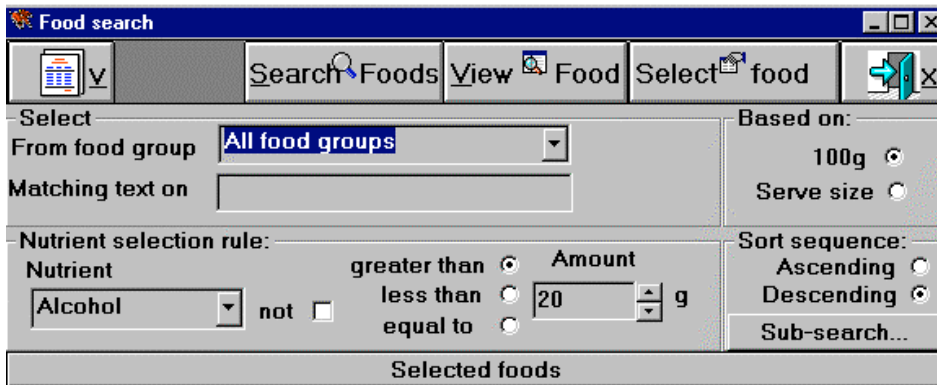 Food search
V Search Foods View Food Select food x
Select
From food group All food groups
Matching text on
Based on:
100g
Serve size
Nutrient selection rule:
Nutrient
Alcohol
not
greater than
less than
equal to
Amount
20 g
Sort sequence:
Ascending
Descending
Sub-search...
Selected foods